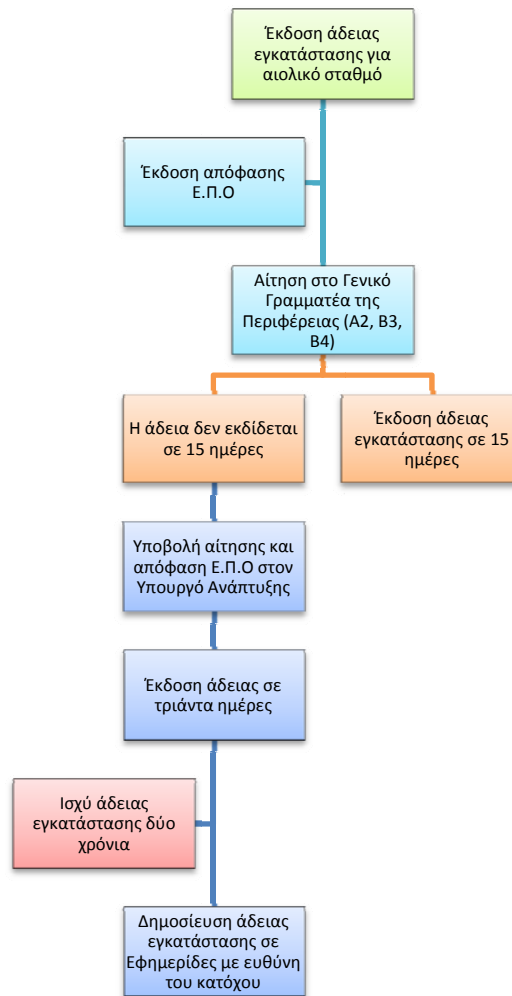 Έκδοση άδειας
εγκατάστασης για
αιολικό σταθμό
Έκδοση απόφασης
Ε.Π.Ο
Αίτηση στο Γενικό
Γραμματέα της
Περιφέρειας (Α2, Β3,
Β4)
Η άδεια δεν εκδίδεται
σε 15 ημέρες
Έκδοση άδειας
εγκατάστασης σε 15
ημέρες
Υποβολή αίτησης και
απόφαση Ε.Π.Ο στον
Υπουργό Ανάπτυξης
Έκδοση άδειας σε
τριάντα ημέρες
Ισχύ άδειας
εγκατάστασης δύο
χρόνια
Δημοσίευση άδειας
εγκατάστασης σε
Εφημερίδες με ευθύνη
του κατόχου